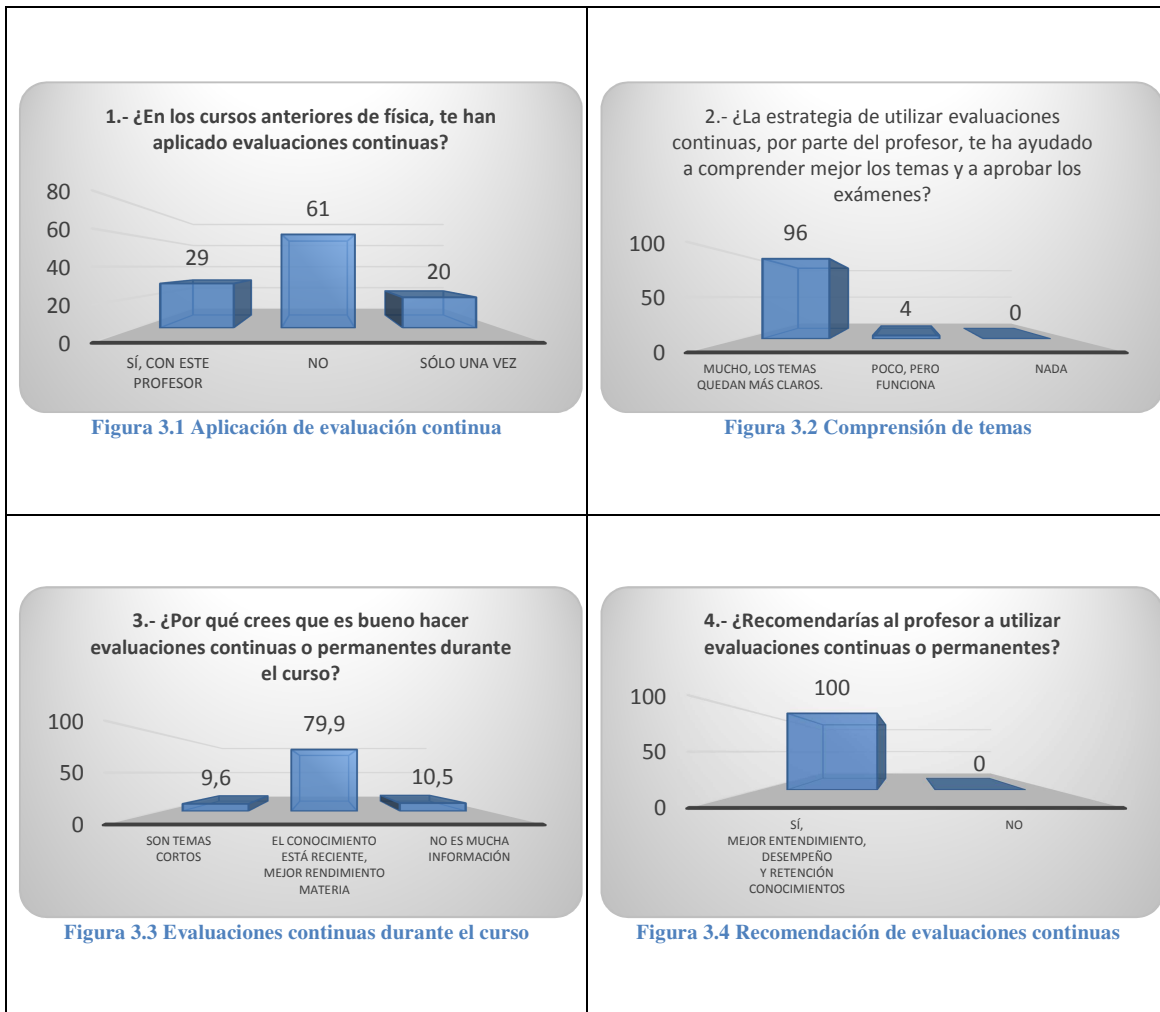 1.- ¿En los cursos anteriores de física, te han
aplicado evaluaciones continuas?
80
60
40
20
0
29
61
20
SÍ, CON ESTE
PROFESOR
NO
SÓLO UNA VEZ
Figura 3.1 Aplicación de evaluación continua
2.- ¿La estrategia de utilizar evaluaciones
continuas, por parte del profesor, te ha ayudado
a comprender mejor los temas y a aprobar los
exámenes?
100
50
0
96
4
0
MUCHO, LOS TEMAS
QUEDAN MÁS CLAROS.
POCO, PERO
FUNCIONA
NADA
Figura 3.2 Comprensión de temas
3.- ¿Por qué crees que es bueno hacer
evaluaciones continuas o permanentes durante
el curso?
100
50
0
9,6
79,9
10,5
SON TEMAS
CORTOS
EL CONOCIMIENTO
ESTÁ RECIENTE,
MEJOR RENDIMIENTO
MATERIA
NO ES MUCHA
INFORMACIÓN
Figura 3.3 Evaluaciones continuas durante el curso
4.- ¿Recomendarías al profesor a utilizar
evaluaciones continuas o permanentes?
100
50
0
100
0
SÍ,
MEJOR ENTENDIMIENTO,
DESEMPEÑO
Y RETENCIÓN
CONOCIMIENTOS
NO
Figura 3.4 Recomendación de evaluaciones continuas